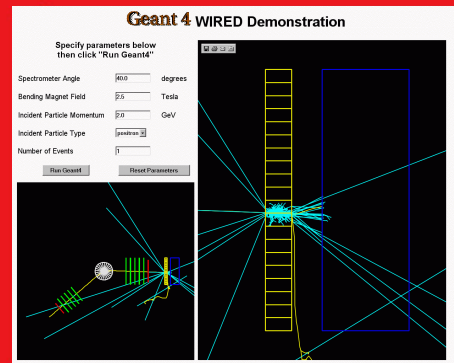 Geant 4 WIRED Demonstration
Specify parameters below
then click "Run Geant4"
Spectrometer Angle 40.0 degrees
Bending Magnet Field 2.5 Tesla
Incident Particle Momentum 2.0 GeV
Incident Particle Type positron
Number of Events 1
Run Geant4 Reset Parameters